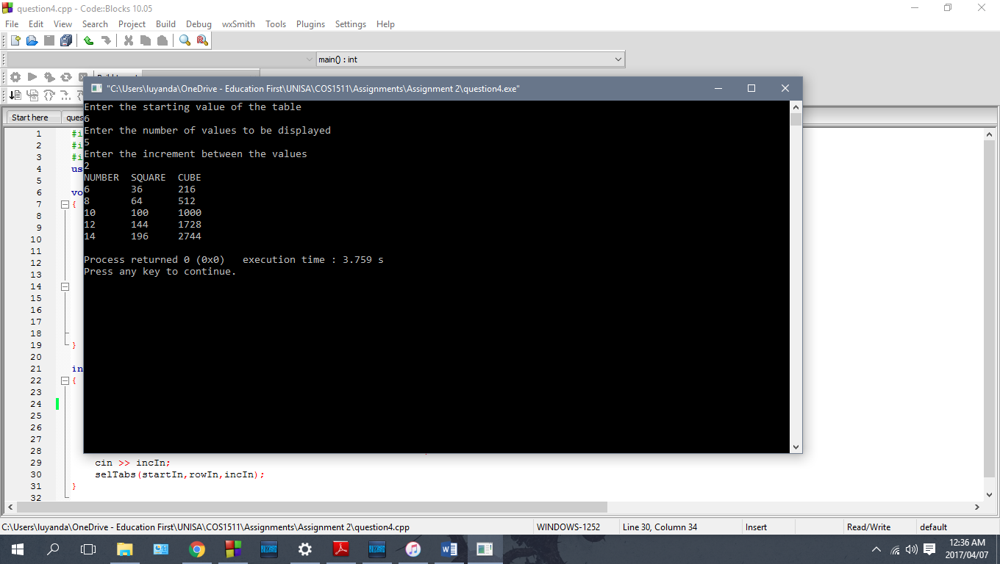 question4.cpp - Code::Blocks 10.05
File Edit View Search Project Build Debug wxSmith Tools Plugins Settings Help
main() : int
"C:\Users\luyanda\OneDrive - Education First\UNISA\COS1511\Assignments\Assignment 2\question4.exe"
Start here ques
Enter the starting value of the table
6
Enter the number of values to be displayed
5
Enter the increment between the values
2
NUMBER SQUARE CUBE
6 36 216
8 64 512
10 100 1000
12 144 1728
14 196 2744
Process returned 0 (0x0) execution time : 3.759 s
Press any key to continue.
1 #i
2 #i
3 #i
4 us
5
6 vo
7 {
8
9
10
11
12
13
14
15
16
17
18
19 }
20
21 in
22 {
23
24
25
26
27
28
29 cin >> incIn;
30 selTabs(startIn,rowIn,incIn);
31 }
32
C:\Users\luyanda\OneDrive - Education First\UNISA\COS1511\Assignments\Assignment 2\question4.cpp WINDOWS-1252 Line 30, Column 34 Insert Read/Write default
12:36 AM
2017/04/07